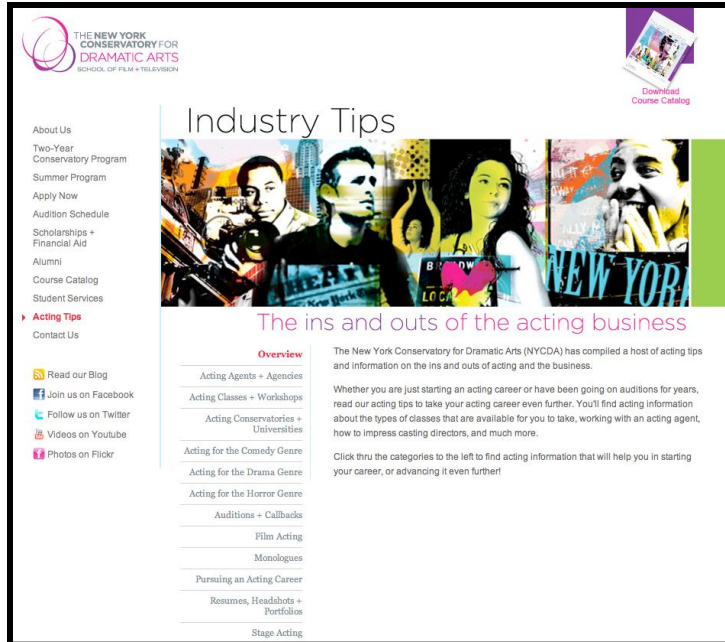 THE NEW YORK
CONSERVATORY FOR
DRAMATIC ARTS
SCHOOL OF FILM + TELEVISION
Download
Course Catalog
Industry Tips
About Us
Two-Year
Conservatory Program
Summer Program
Apply Now
Audition Schedule
Scholarships +
Financial Aid
Alumni
Course Catalog
Student Services
Acting Tips
Contact Us
Read our Blog
Join us on Facebook
Follow us on Twitter
Videos on Youtube
Photos on Flickr
BROADW
LOCA
NEW YORK
The ins and outs of the acting business
Overview
Acting Agents + Agencies
Acting Classes + Workshops
Acting Conservatories +
Universities
Acting for the Comedy Genre
Acting for the Drama Genre
Acting for the Horror Genre
Auditions + Callbacks
Film Acting
Monologues
Pursuing an Acting Career
Resumes, Headshots +
Portfolios
Stage Acting
The New York Conservatory for Dramatic Arts (NYCDA) has compiled a host of acting tips
and information on the ins and outs of acting and the business.
Whether you are just starting an acting career or have been going on auditions for years,
read our acting tips to take your acting career even further. You'll find acting information
about the types of classes that are available for you to take, working with an acting agent,
how to impress casting directors, and much more.
Click thru the categories to the left to find acting information that will help you in starting
your career, or advancing it even further!